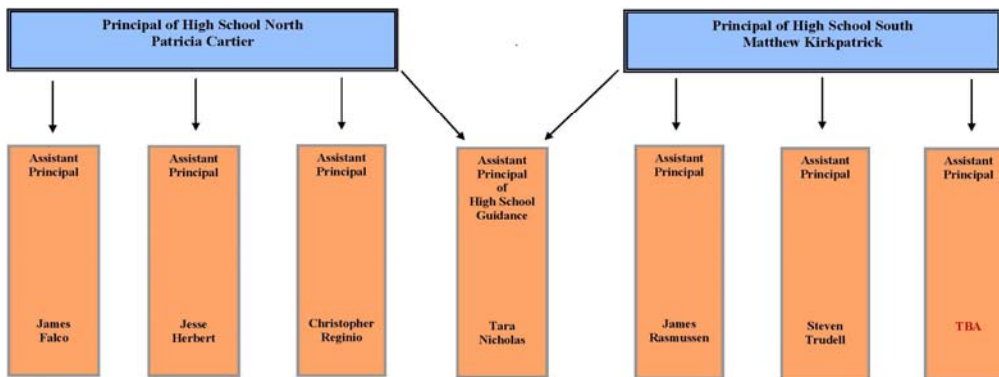 Principal of High School North
Patricia Cartier
Principal of High School South
Matthew Kirkpatrick
Assistant
Principal
James
Falco
Assistant
Principal
Jesse
Herbert
Assistant
Principal
Christopher
Reginio
Assistant
Principal
of
High School
Guidance
Tara
Nicholas
Assistant
Principal
James
Rasmussen
Assistant
Principal
Steven
Trudell
Assistant
Principal
TBA